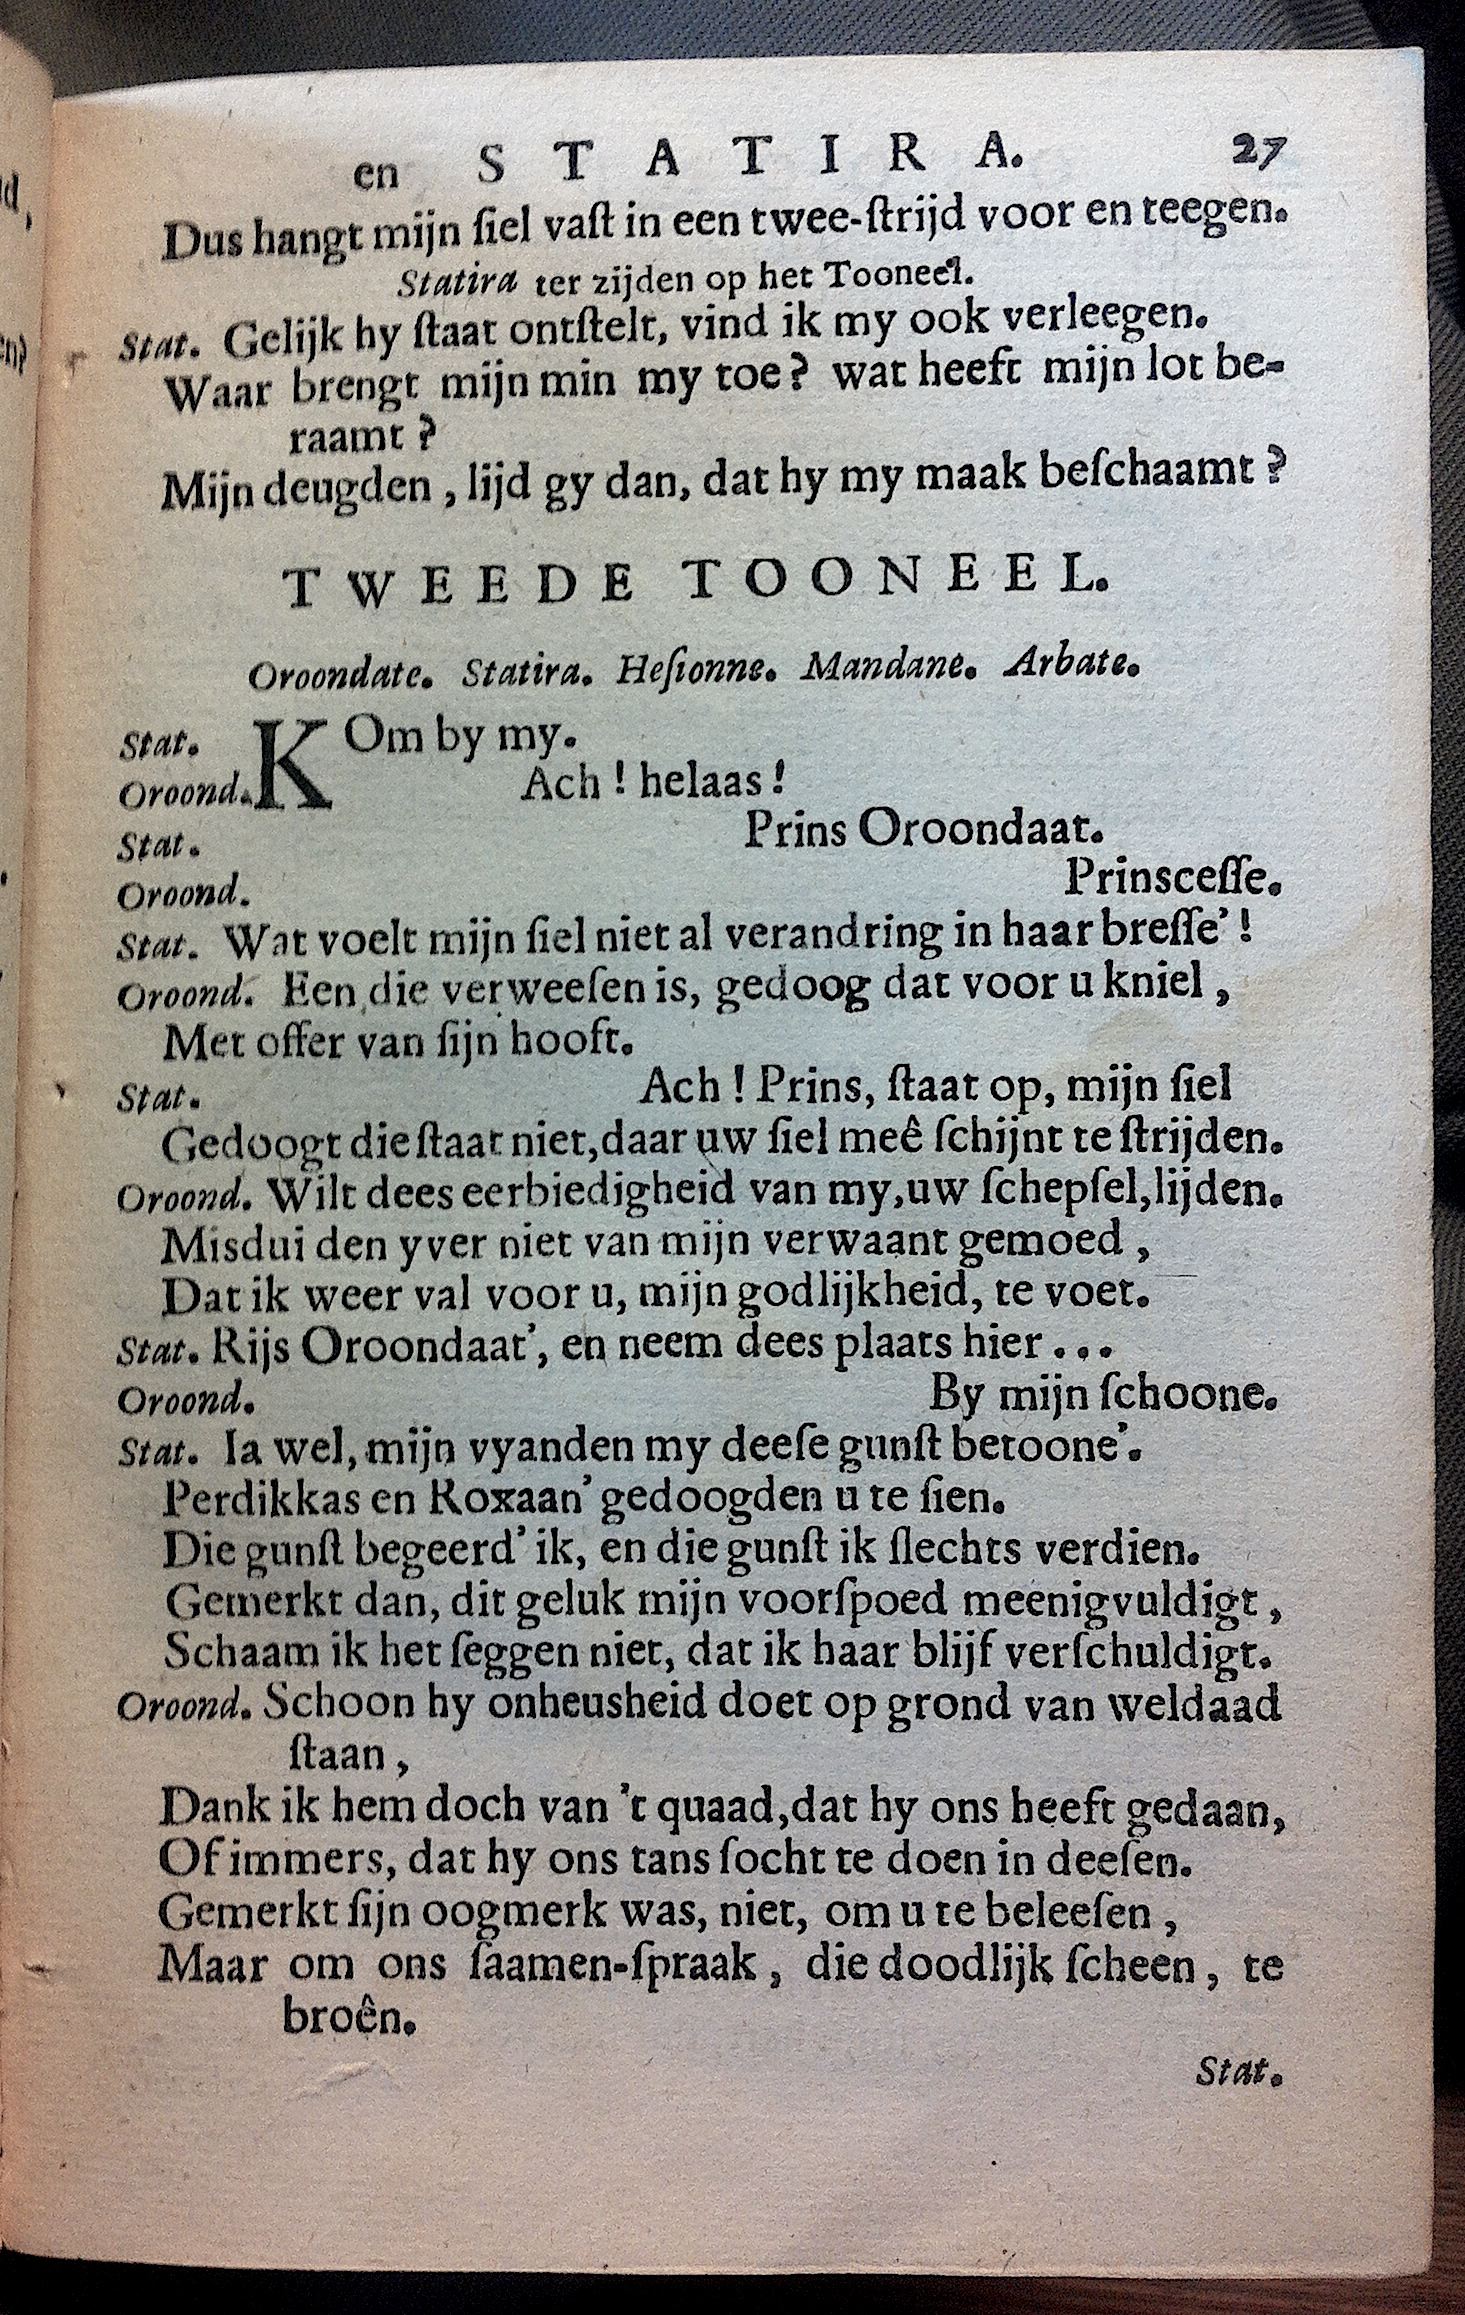 en STATIRA. 27
Dus hangt mijn ſiel vaſt in een twee-ſtrijd voor en teegen.
Statira ter zijden op het Tooneel.
Stat. Gelijk hy ſtaat ontſtelt, vind ik my ook verleegen.
Waar brengt mijn min my toe? wat heeft mijn lot be-
raamt?
Mijn deugden, lijd gy dan, dat hy my maak beſchaamt?
TWEEDE TOONEEL.
Oroondate. Statira. Heſionne. Mandane. Arbate.
Stat. KOm by my.
Oroond. Ach! helaas!
Stat. Prins Oroondaat.
Oroond. Prinsceſſe.
Stat. Wat voelt mijn ſiel niet al verandring in haar breſſe'!
Oroond. Een die verweeſen is, gedoog dat voor u kniel,
Met offer van ſijn hooft.
Stat. Ach! Prins, ſtaat op, mijn ſiel
Gedoogt die ſtaat niet, daar uw ſiel meê ſchijnt te ſtrijden.
Oroond. Wilt dees eerbiedigheid van my, uw ſchepſel, lijden.
Misdui den yver niet van mijn verwaant gemoed,
Dat ik weer val voor u, mijn godlijkheid, te voet.
Stat. Rijs Oroondaat', en neem dees plaats hier...
Oroond. By mijn ſchoone.
Stat. Ia wel, mijn vyanden my deeſe gunſt betoone'.
Perdikkas en Roxaan' gedoogden u te ſien.
Die gunſt begeerd' ik, en die gunſt ik ſlechts verdien.
Gemerkt dan, dit geluk mijn voorſpoed meenigvuldigt,
Schaam ik het ſeggen niet, dat ik haar blijf verſchuldigt.
Oroond. Schoon hy onheusheid doet op grond van weldaad
ſtaan,
Dank ik hem doch van 't quaad, dat hy ons heeft gedaan,
Of immers, dat hy ons tans ſocht te doen in deeſen.
Gemerkt ſijn oogmerk was, niet, om u te beleeſen,
Maar om ons ſaamen-ſpraak, die doodlijk ſcheen, te
broên.
Stat.